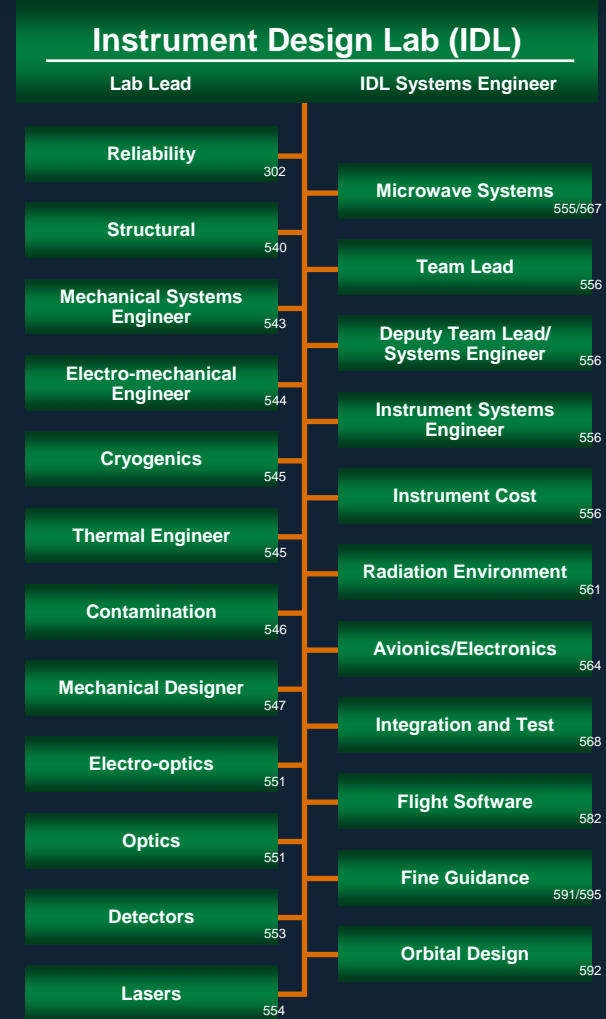 Instrument Design Lab (IDL)
Lab Lead
IDL Systems Engineer
Reliability
302
Structural
540
Mechanical Systems
Engineer
543
Electro-mechanical
Engineer
544
Cryogenics
545
Thermal Engineer
545
Contamination
546
Mechanical Designer
547
Electro-optics
551
Optics
551
Detectors
553
Lasers
554
Microwave Systems
555/567
Team Lead
556
Deputy Team Lead/
Systems Engineer
556
Instrument Systems
Engineer
556
Instrument Cost
556
Radiation Environment
561
Avionics/Electronics
564
Integration and Test
568
Flight Software
582
Fine Guidance
591/595
Orbital Design
592